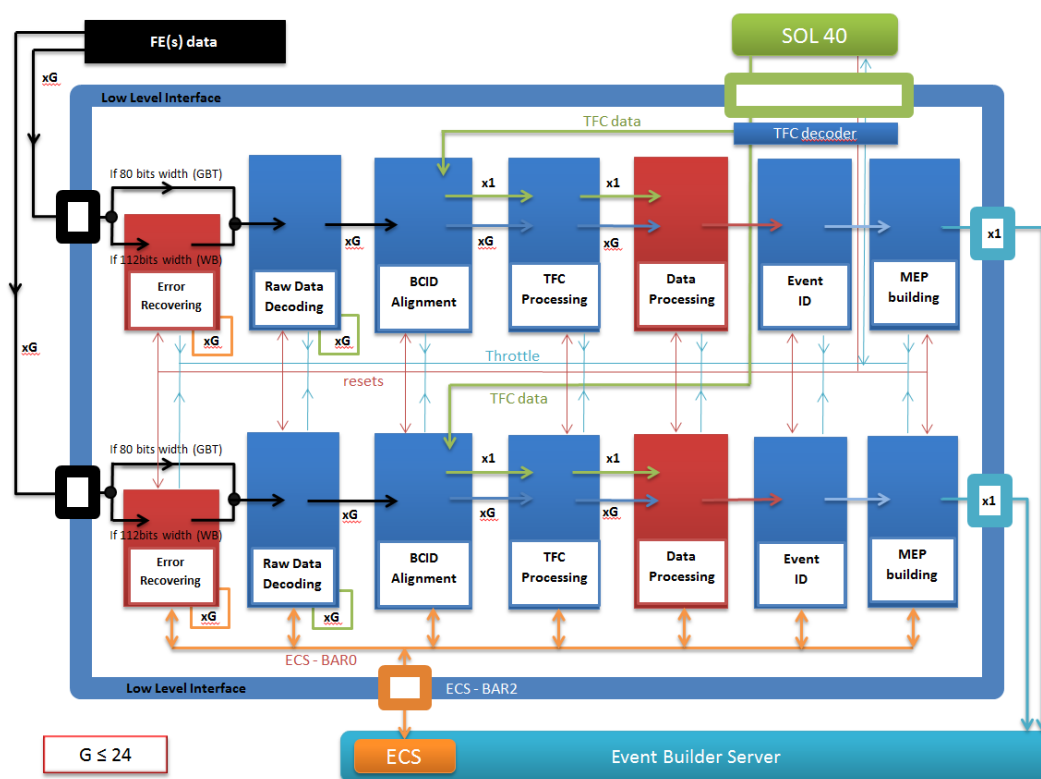 FE(s) data
SOL 40
xG
Low Level Interface
TFC data
TFC decoder
If 80 bits width (GBT)
x1
x1
xG
xG
xG
x1
If 112bits width (WB)
Error
Recovering
Raw Data
Decoding
BCID
Alignment
TFC
Processing
Data
Processing
Event
ID
MEP
building
xG
xG
xG
Throttle
resets
TFC data
If 80 bits width (GBT)
x1
x1
xG
xG
xG
x1
If 112bits width (WB)
Error
Recovering
Raw Data
Decoding
BCID
Alignment
TFC
Processing
Data
Processing
Event
ID
MEP
building
xG
xG
ECS - BAR0
Low Level Interface
ECS - BAR2
G ≤ 24
ECS
Event Builder Server